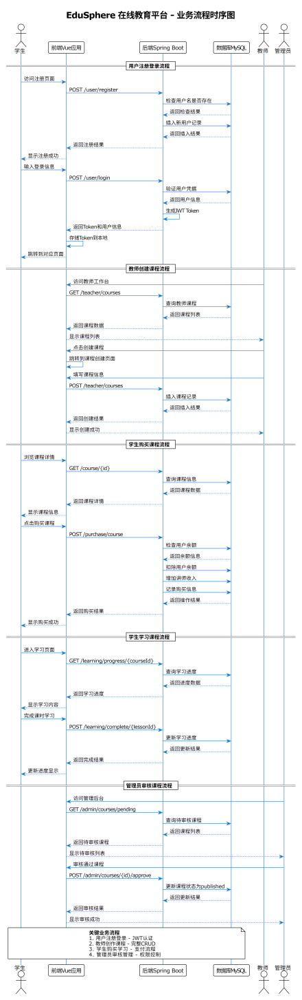 EduSphere 在线教育平台 - 业务流程时序图
学生
前端Vue应用
后端Spring Boot
数据库MySQL
教师
管理员
用户注册登录流程
访问注册页面
POST /user/register
检查用户名是否存在
返回检查结果
插入新用户记录
返回插入结果
返回注册结果
显示注册成功
输入登录信息
POST /user/login
验证用户凭据
返回用户信息
生成JWT Token
返回Token和用户信息
存储Token到本地
跳转到对应页面
教师创建课程流程
访问教师工作台
GET /teacher/courses
查询教师课程
返回课程列表
返回课程数据
显示课程列表
点击创建课程
跳转到课程创建页面
填写课程信息
POST /teacher/courses
插入课程记录
返回插入结果
返回创建结果
显示创建成功
学生购买课程流程
浏览课程详情
GET /course/{id}
查询课程信息
返回课程数据
返回课程详情
显示课程信息
点击购买课程
POST /purchase/course
检查用户余额
返回余额信息
扣除用户余额
增加讲师收入
记录购买信息
返回操作结果
返回购买结果
显示购买成功
学生学习课程流程
进入学习页面
GET /learning/progress/{courseId}
查询学习进度
返回进度数据
返回学习进度
显示学习内容
完成课时学习
POST /learning/complete/{lessonId}
更新学习进度
返回更新结果
返回完成结果
更新进度显示
管理员审核课程流程
访问管理后台
GET /admin/courses/pending
查询待审核课程
返回课程列表
返回待审核课程
显示待审核列表
审核通过课程
POST /admin/courses/{id}/approve
更新课程状态为published
返回更新结果
返回审核结果
显示审核成功
关键业务流程
1. 用户注册登录 - JWT认证
2. 教师创作课程 - 完整CRUD
3. 学生购买学习 - 支付流程
4. 管理员审核管理 - 权限控制
学生
前端Vue应用
后端Spring Boot
数据库MySQL
教师
管理员